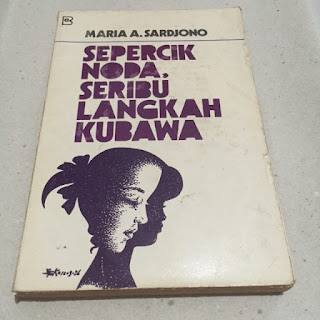 MARIA A. SARDJONO
SEPERCIK
NODA,
SERIBU
LANGKAH
KUBAWA